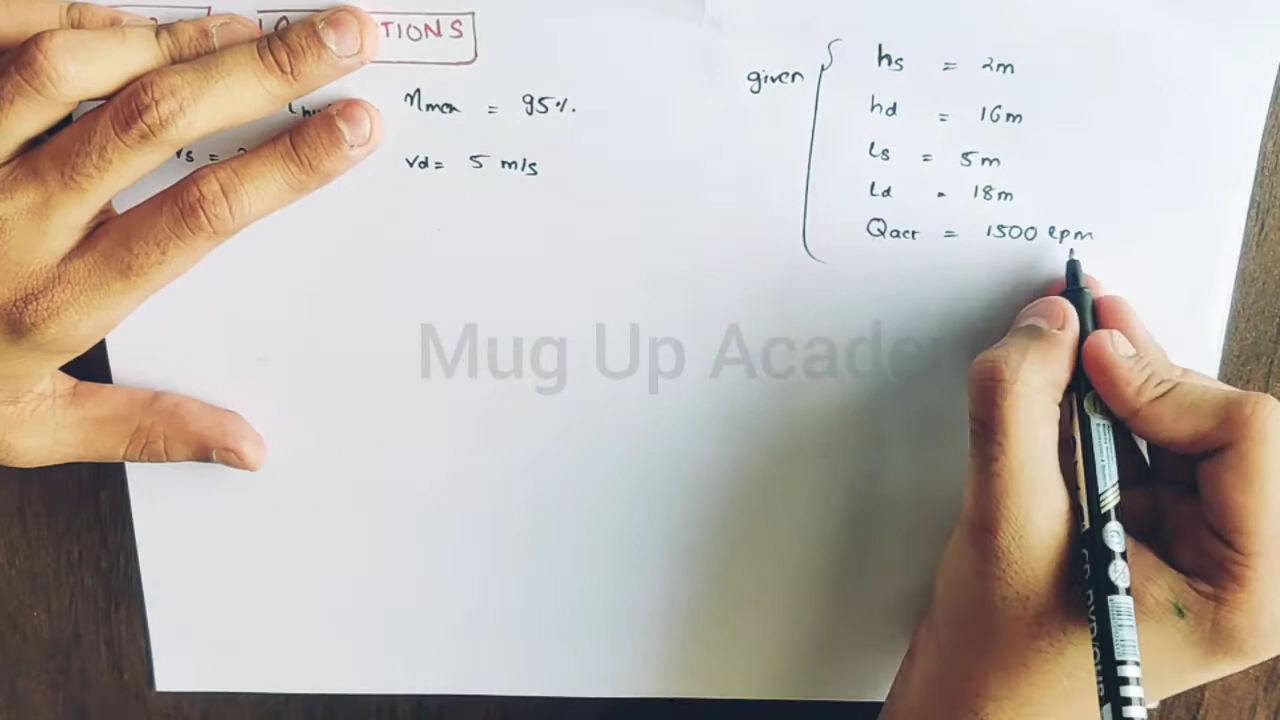 TIONS
ηmen = 95%.
Vd= 5 m/s
given
hs = 2m
hd = 16m
Ls = 5m
Ld = 18m
Qact = 1500 lpm
Mug Up Acade